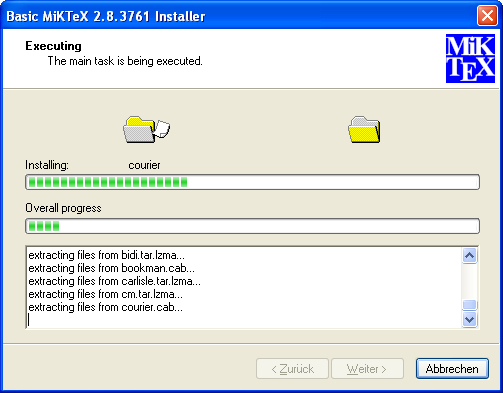 Basic MiKTeX 2.8.3761 Installer
Executing
The main task is being executed.
MiK
TEX
Installing: courier
Overall progress
extracting files from bidi.tar.lzma...
extracting files from bookman.cab...
extracting files from carlisle.tar.lzma...
extracting files from cm.tar.lzma...
extracting files from courier.cab...
< Zurück
Weiter >
Abbrechen